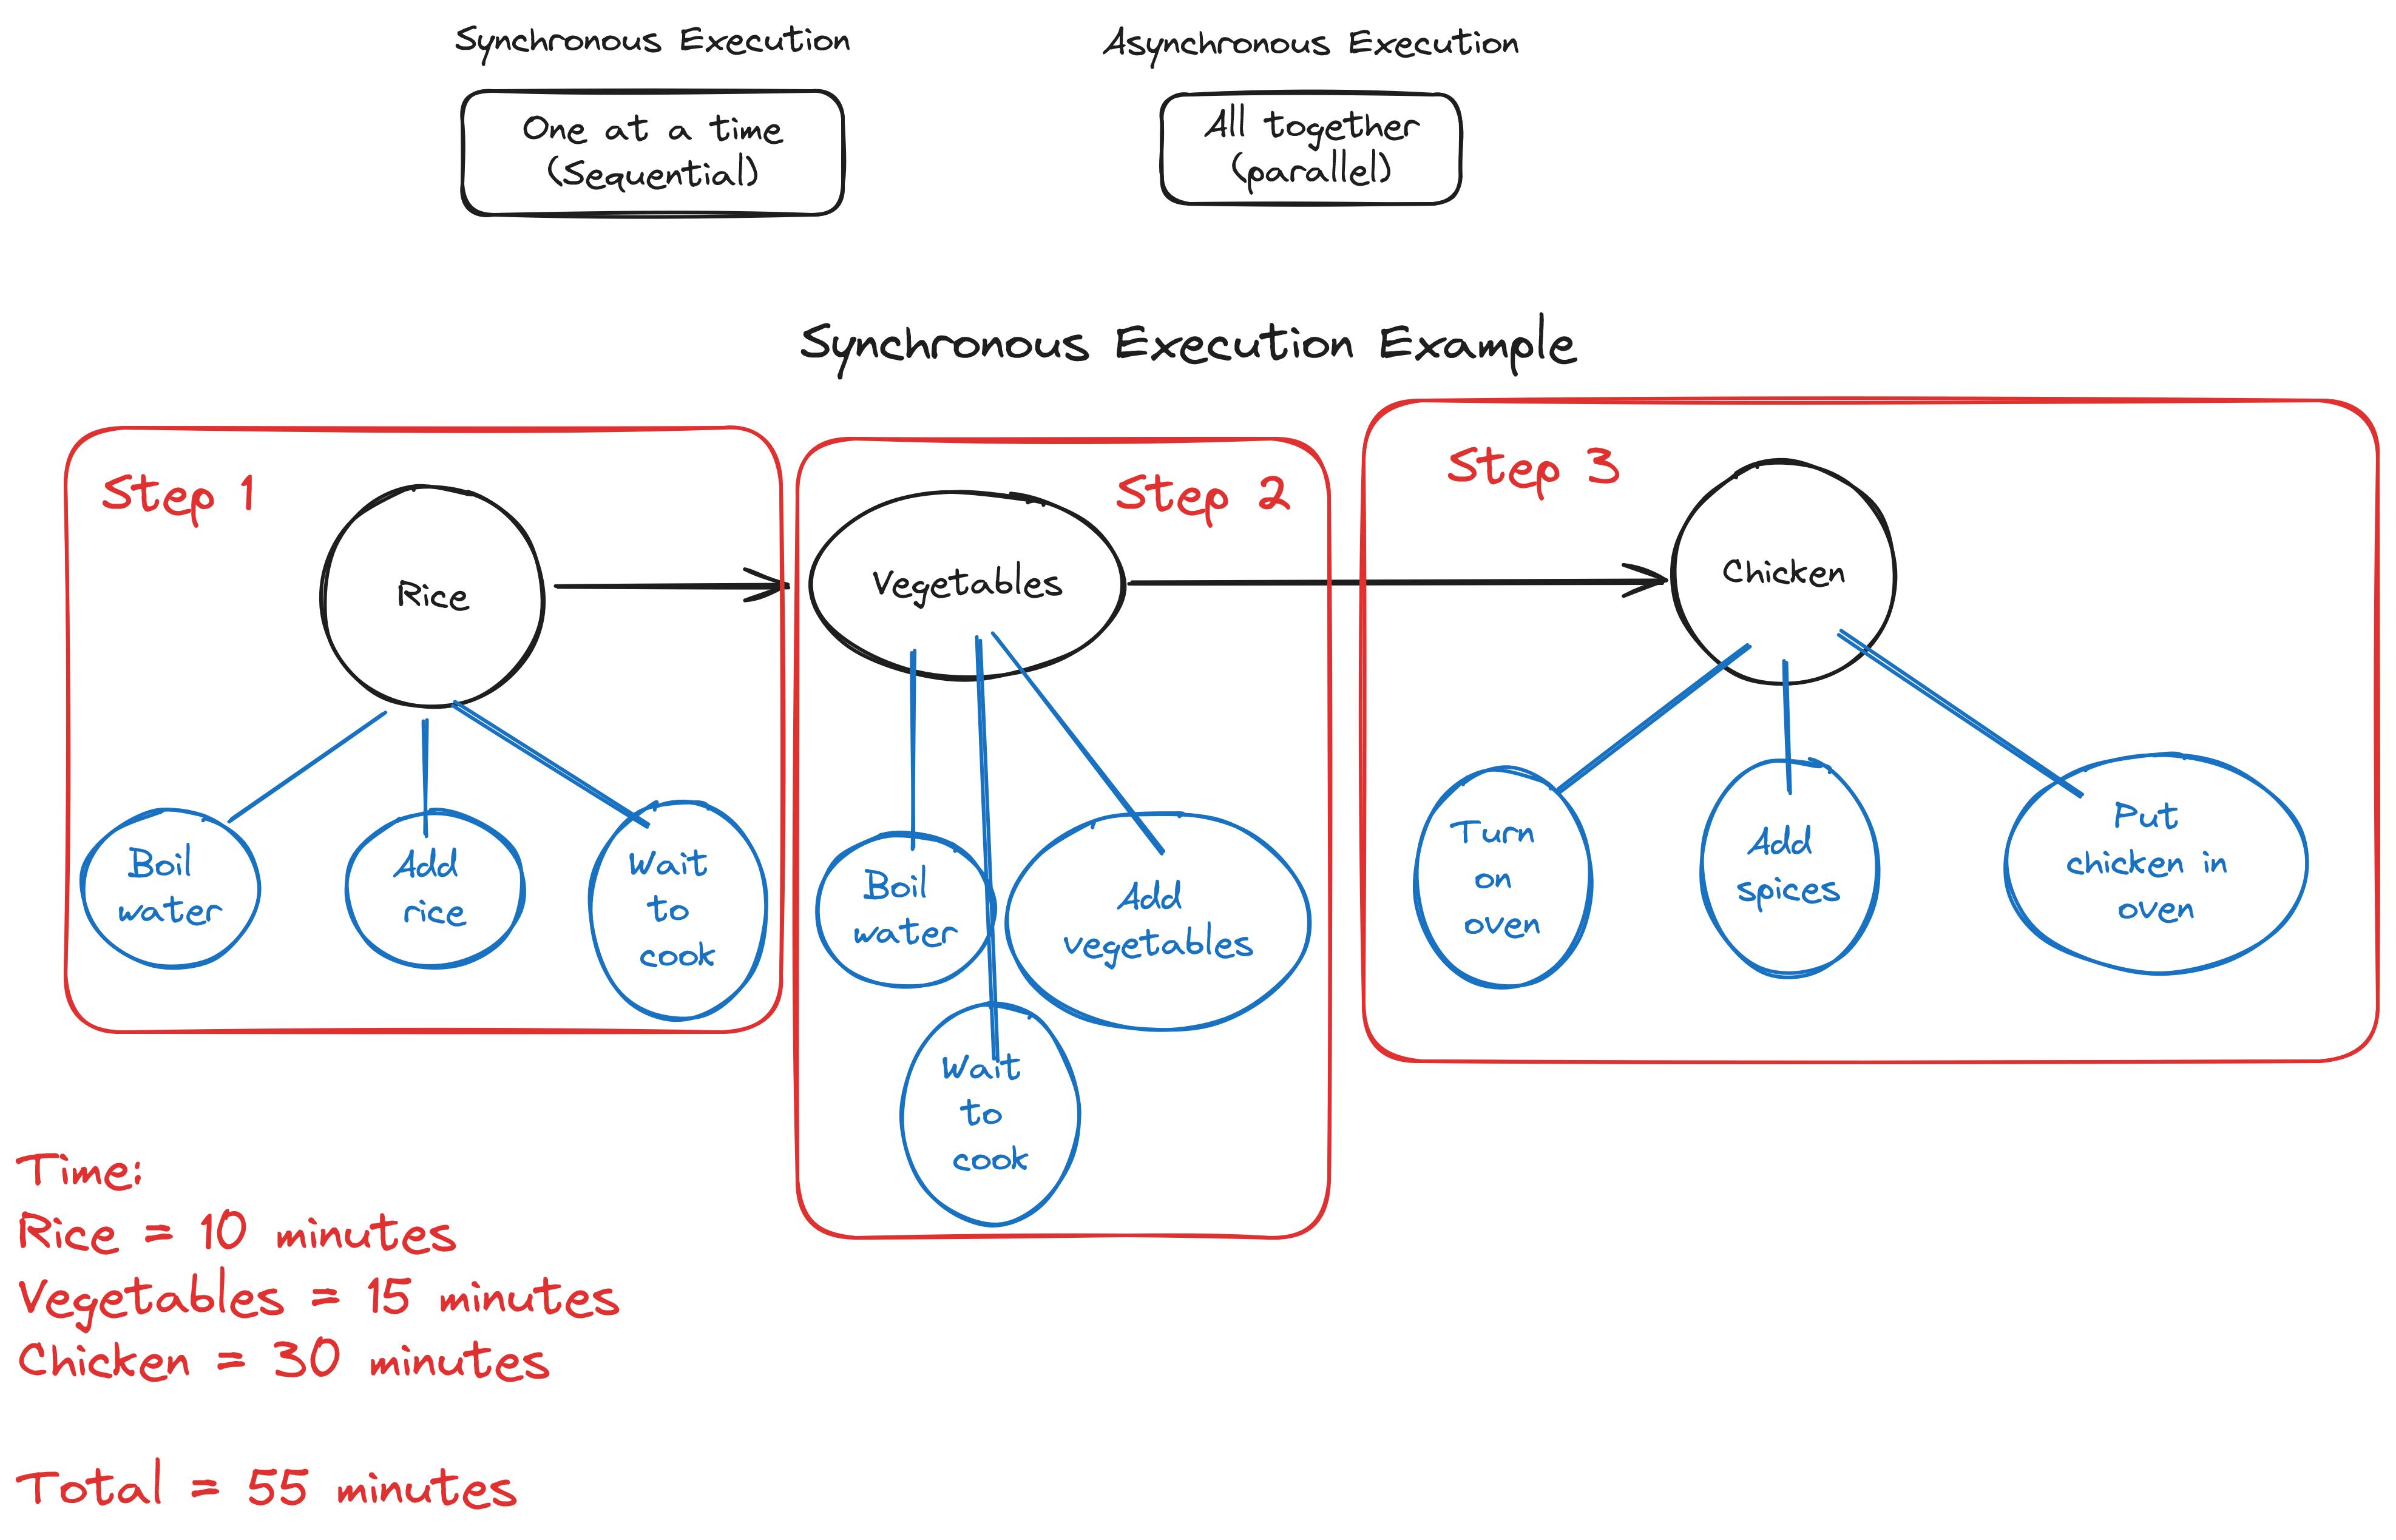 Synchronous Execution
Asynchronous Execution
One at a time
(Sequential)
All together
(parallel)
Synchronous Execution Example
Step 1
Rice
Boil
water
Add
rice
Wait
to
cook
Step 2
Vegetables
Boil
water
Add
vegetables
Wait
to
cook
Step 3
Chicken
Turn
on
oven
Add
spices
Put
chicken in
oven
Time:
Rice = 10 minutes
Vegetables = 15 minutes
Chicken = 30 minutes
Total = 55 minutes